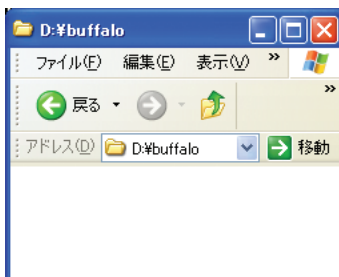 D:¥buffalo
ファイル(F) 編集(E) 表示(V) »
戻る »
アドレス(D) D:¥buffalo 移動